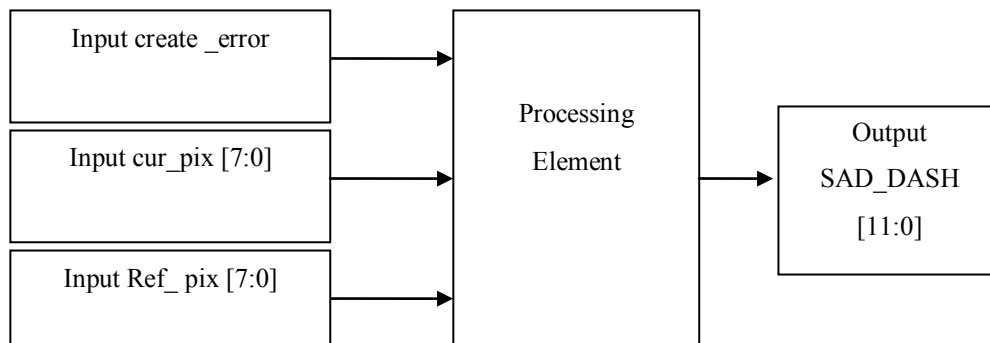 Input create _error
Input cur_pix [7:0]
Input Ref_ pix [7:0]
Processing
Element
Output
SAD_DASH
[11:0]